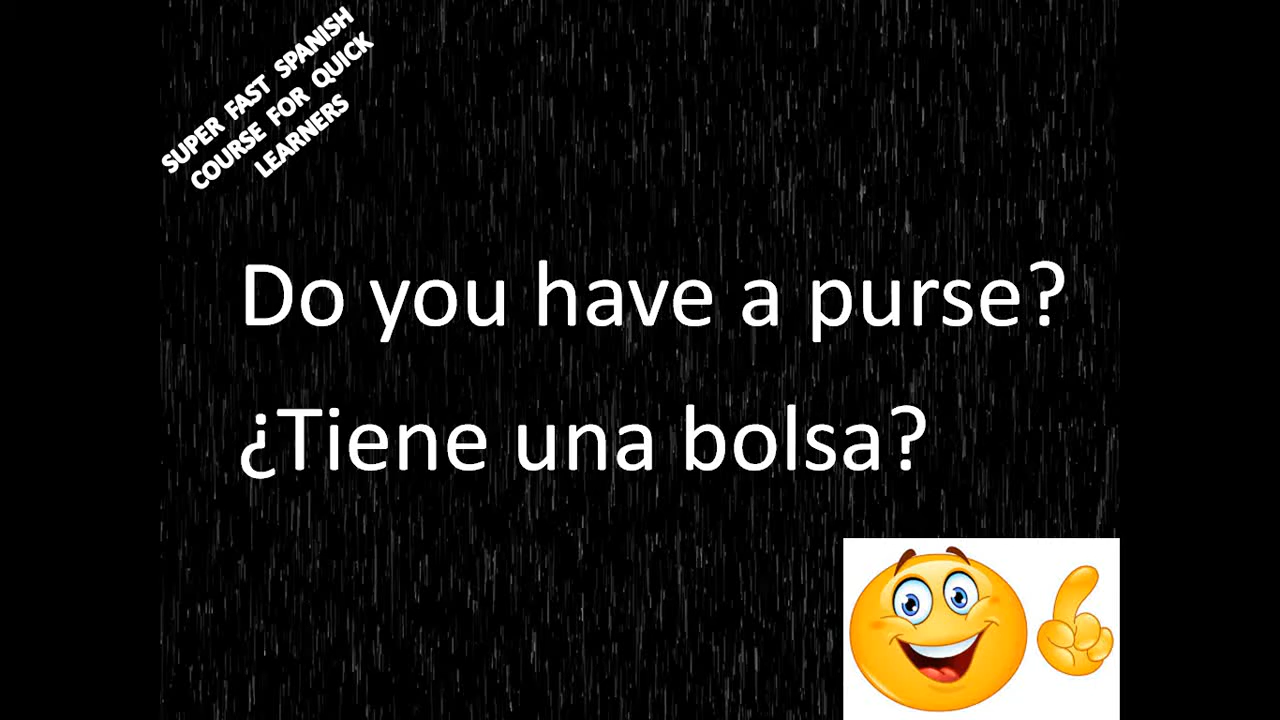 SUPER FAST SPANISH
COURSE FOR QUICK
LEARNERS
Do you have a purse?
¿Tiene una bolsa?